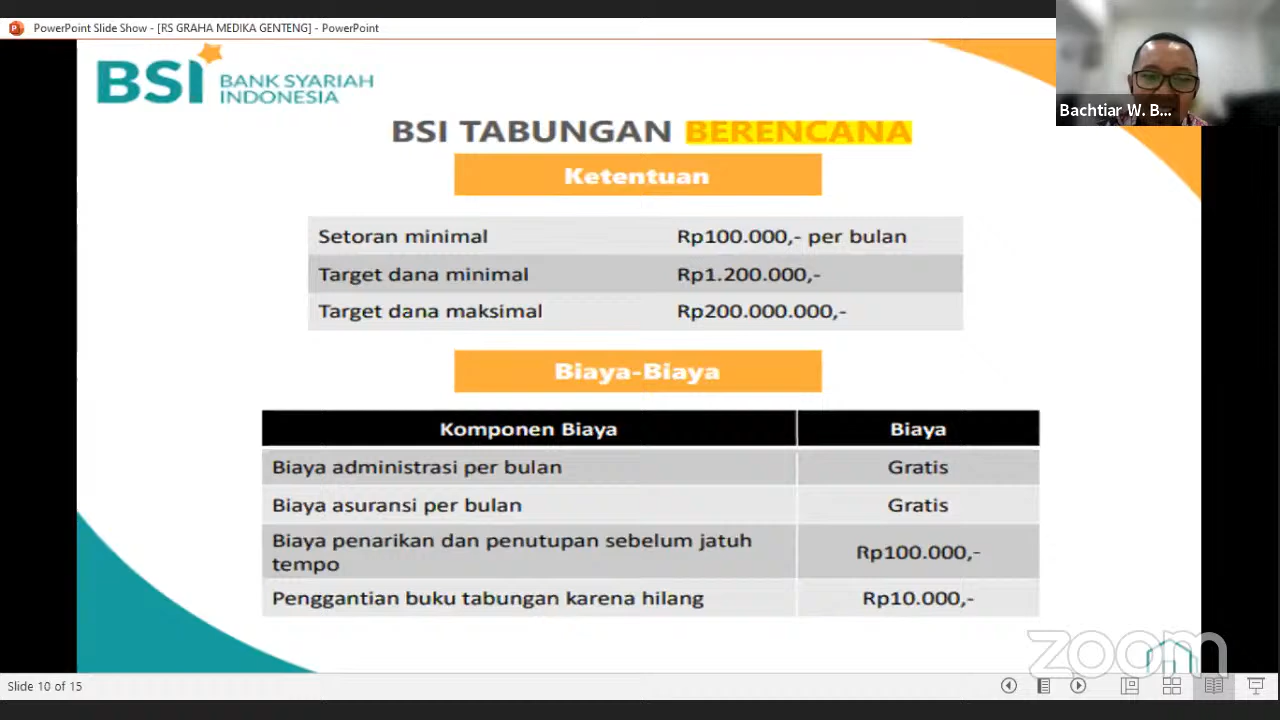 PowerPoint Slide Show - [RS GRAHA MEDIKA GENTENG] - PowerPoint
BSI BANK SYARIAH
INDONESIA
Bachtiar W. B...
BSI TABUNGAN BERENCANA
Ketentuan
Setoran minimal Rp100.000,- per bulan
Target dana minimal Rp1.200.000,-
Target dana maksimal Rp200.000.000,-
Biaya-Biaya
Komponen Biaya Biaya
Biaya administrasi per bulan Gratis
Biaya asuransi per bulan Gratis
Biaya penarikan dan penutupan sebelum jatuh
tempo Rp100.000,-
Penggantian buku tabungan karena hilang Rp10.000,-
zoom
Slide 10 of 15